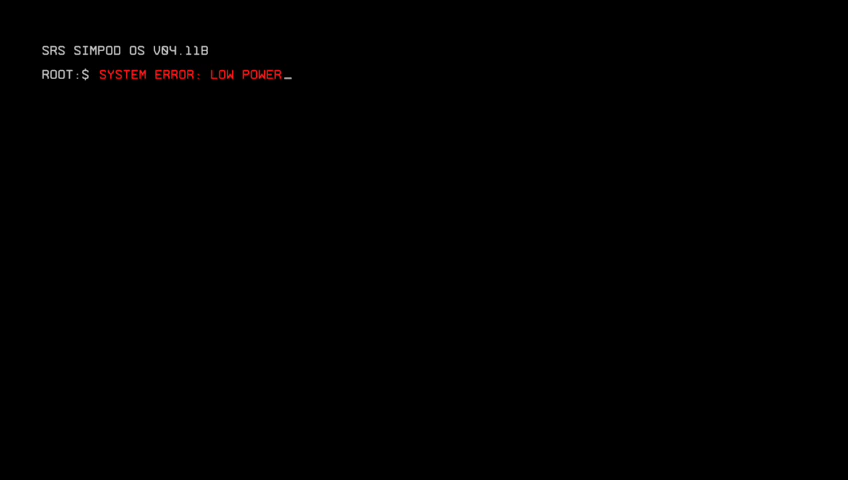 SRS SIMPOD OS V04.11B
ROOT:$ SYSTEM ERROR: LOW POWER_